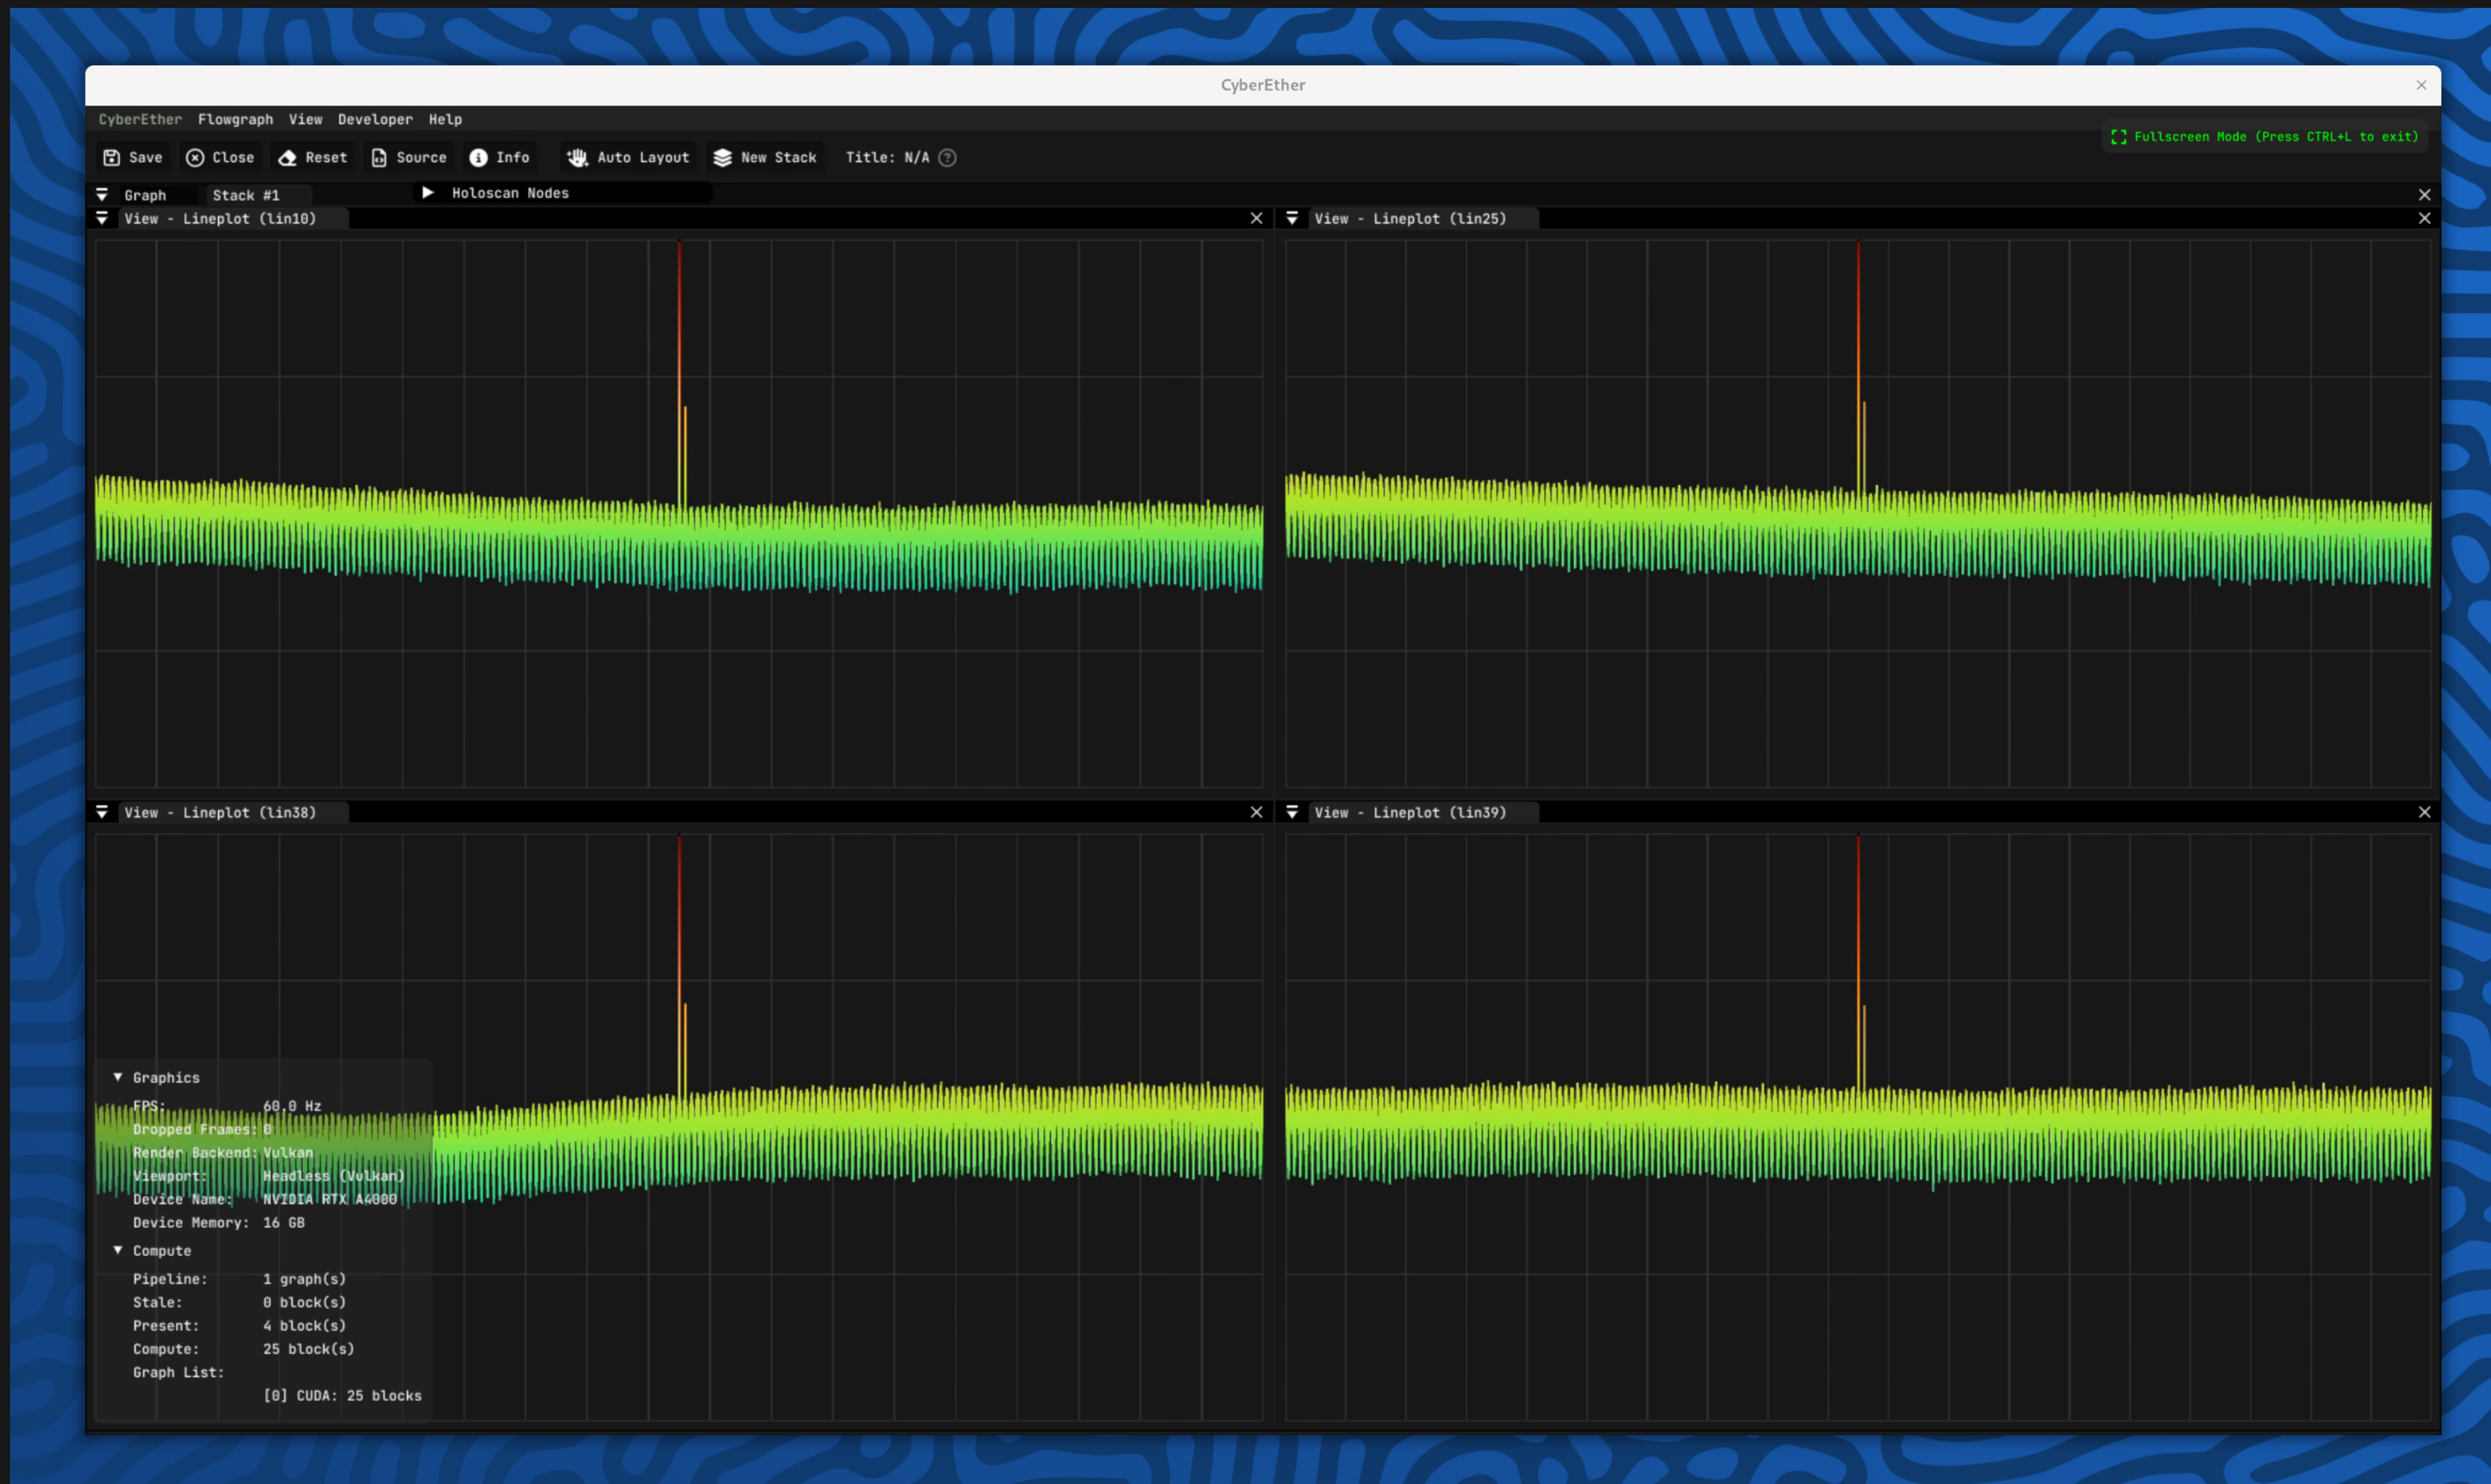 CyberEther
CyberEther Flowgraph View Developer Help
Fullscreen Mode (Press CTRL+L to exit)
Save Close Reset Source Info Auto Layout New Stack Title: N/A
Graph Stack #1 Holoscan Nodes
View - Lineplot (lin10)
View - Lineplot (lin25)
View - Lineplot (lin38)
View - Lineplot (lin39)
Graphics
FPS: 60.0 Hz
Dropped Frames: 0
Render Backend: Vulkan
Viewport: Headless (Vulkan)
Device Name: NVIDIA RTX A4000
Device Memory: 16 GB
Compute
Pipeline: 1 graph(s)
Stale: 0 block(s)
Present: 4 block(s)
Compute: 25 block(s)
Graph List:
[0] CUDA: 25 blocks